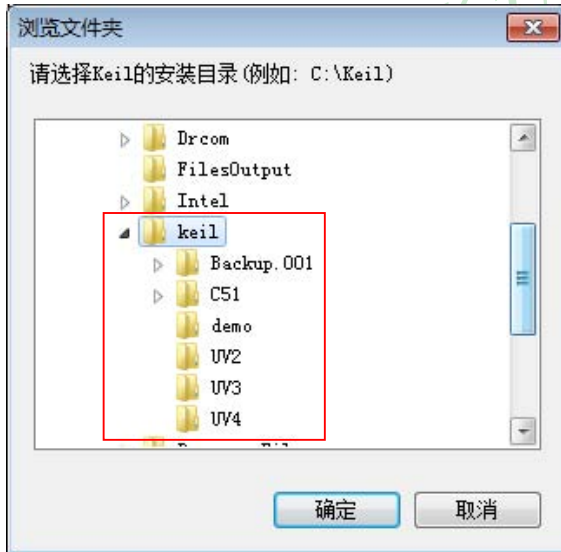 浏览文件夹
请选择Keil的安装目录(例如: C:\Keil)
Drcom
FilesOutput
Intel
keil
Backup.001
C51
demo
UV2
UV3
UV4
确定
取消